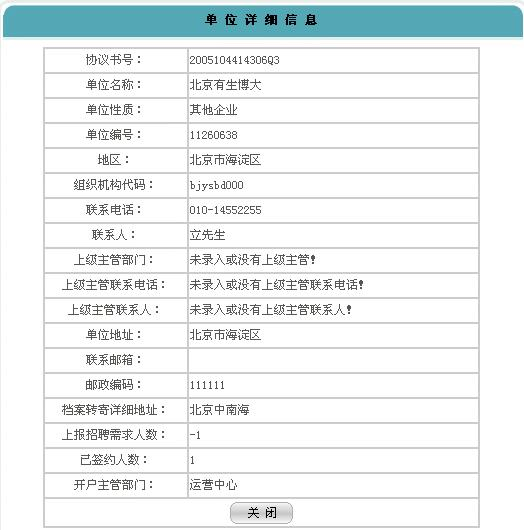 单位详细信息
协议书号： 2005104414306Q3
单位名称： 北京有生博大
单位性质： 其他企业
单位编号： 11260638
地区： 北京市海淀区
组织机构代码： bjysbd000
联系电话： 010-14552255
联系人： 立先生
上级主管部门： 未录入或没有上级主管!
上级主管联系电话： 未录入或没有上级主管联系电话!
上级主管联系人： 未录入或没有上级主管联系人!
单位地址： 北京市海淀区
联系邮箱：
邮政编码： 111111
档案转寄详细地址： 北京中南海
上报招聘需求人数： -1
已签约人数： 1
开户主管部门： 运营中心
关 闭